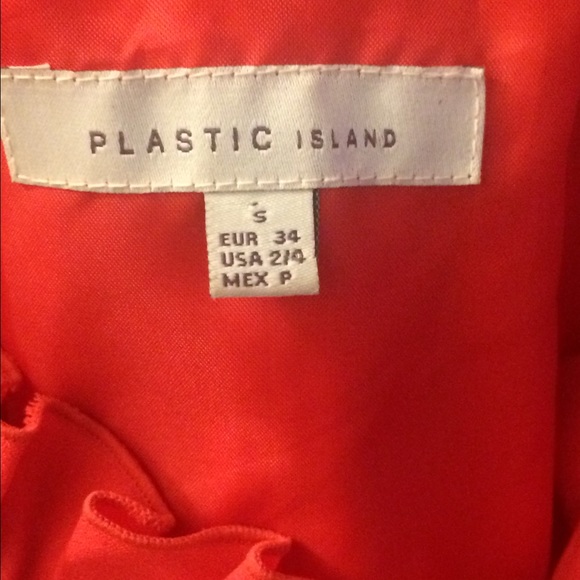 PLASTIC ISLAND
S
EUR 34
USA 2/4
MEX P